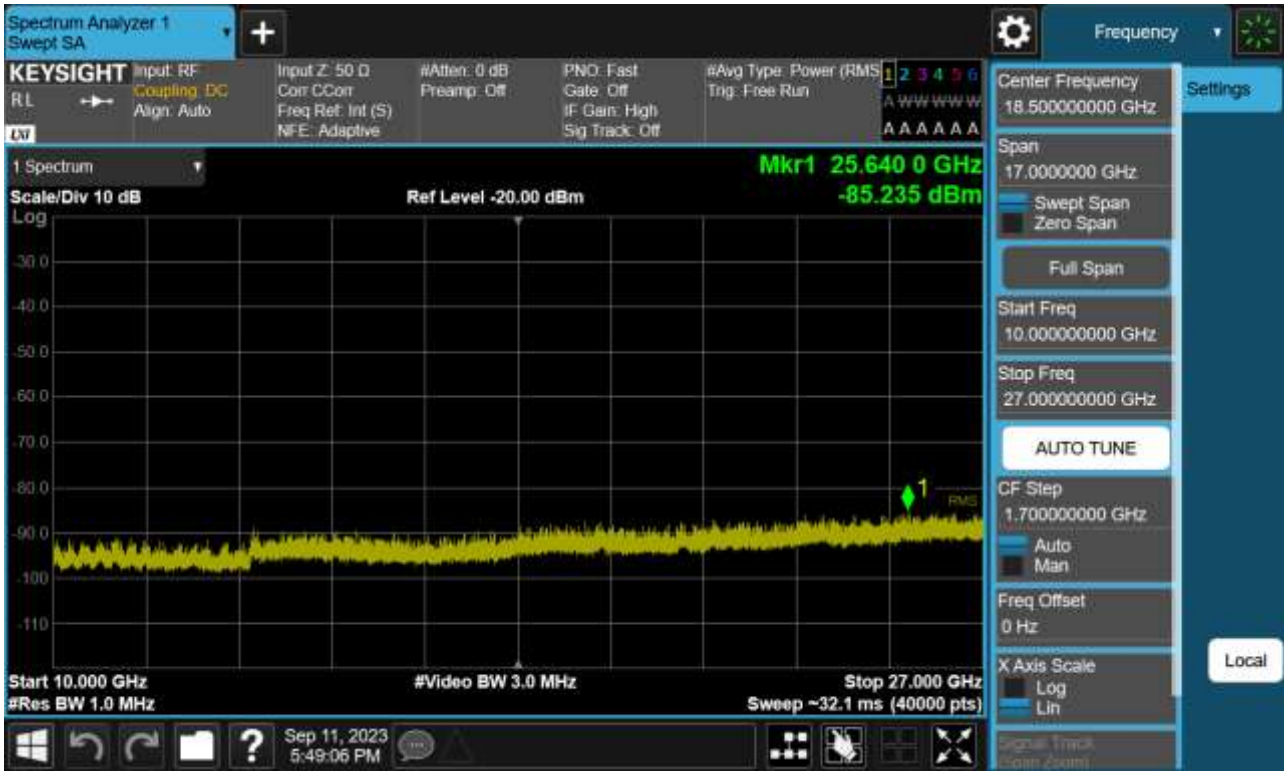 Spectrum Analyzer 1
Swept SA
+
Frequency
KEYSIGHT
RL
LXI
Input: RF
Coupling: DC
Align: Auto
Input Z: 50 Ω
Corr CCorr
Freq Ref: Int (S)
NFE: Adaptive
#Atten: 0 dB
Preamp: Off
PNO: Fast
Gate: Off
IF Gain: High
Sig Track: Off
#Avg Type: Power (RMS
Trig: Free Run
1 2 3 4 5 6
A W W W W W
A A A A A A
1 Spectrum
Scale/Div 10 dB
Ref Level -20.00 dBm
Mkr1 25.640 0 GHz
-85.235 dBm
Log
-30.0
-40.0
-50.0
-60.0
-70.0
-80.0
-90.0
-100
-110
1
RMS
Start 10.000 GHz
#Video BW 3.0 MHz
Stop 27.000 GHz
#Res BW 1.0 MHz
Sweep ~32.1 ms (40000 pts)
Center Frequency
18.500000000 GHz
Span
17.0000000 GHz
Swept Span
Zero Span
Full Span
Start Freq
10.000000000 GHz
Stop Freq
27.000000000 GHz
AUTO TUNE
CF Step
1.700000000 GHz
Auto
Man
Freq Offset
0 Hz
X Axis Scale
Log
Lin
Signal Track
(Span Zoom)
Settings
Local
?
Sep 11, 2023
5:49:06 PM